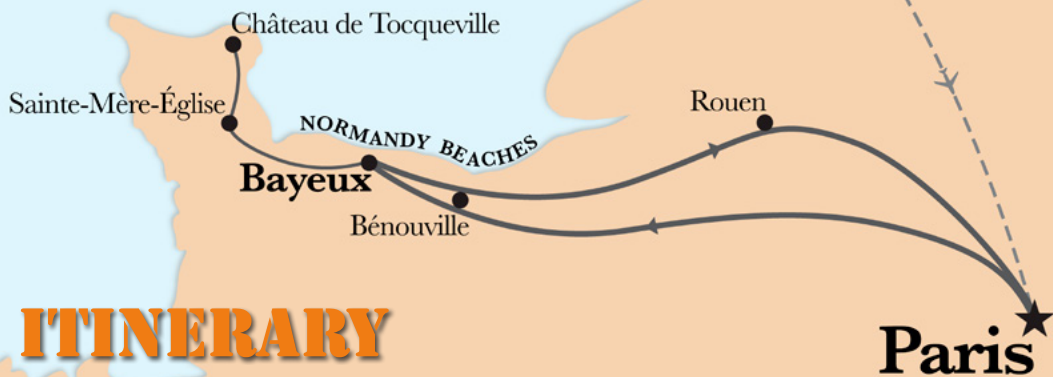 Château de Tocqueville
Sainte-Mère-Église
NORMANDY BEACHES
Rouen
Bayeux
Bénouville
ITINERARY
Paris